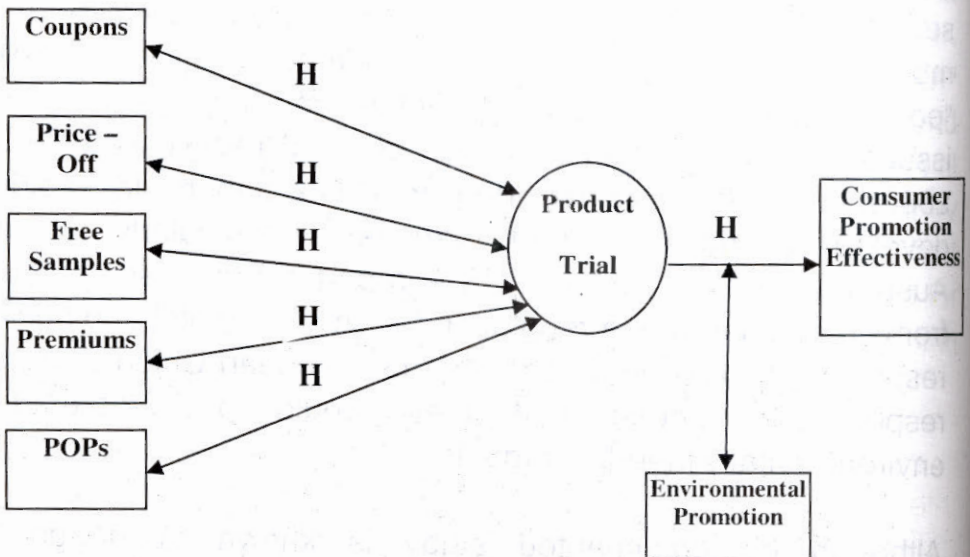 Coupons
H
Price –
Off
H
Free
Samples
H
Premiums
H
POPs
H
Product
Trial
H
Consumer
Promotion
Effectiveness
Environmental
Promotion